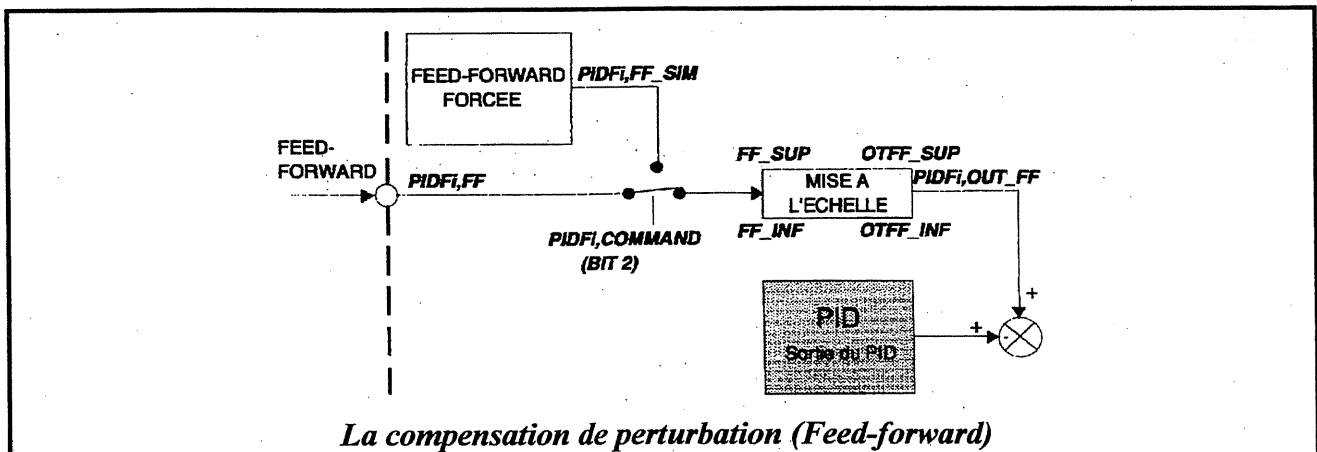 FEED-FORWARD
FORCEE
PIDFi,FF_SIM
FEED-
FORWARD
PIDFi,FF
PIDFi,COMMAND
(BIT 2)
FF_SUP
OTFF_SUP
MISE A
L'ECHELLE
PIDFi,OUT_FF
FF_INF
OTFF_INF
+
PID
Sortie du PID
+
-
La compensation de perturbation (Feed-forward)